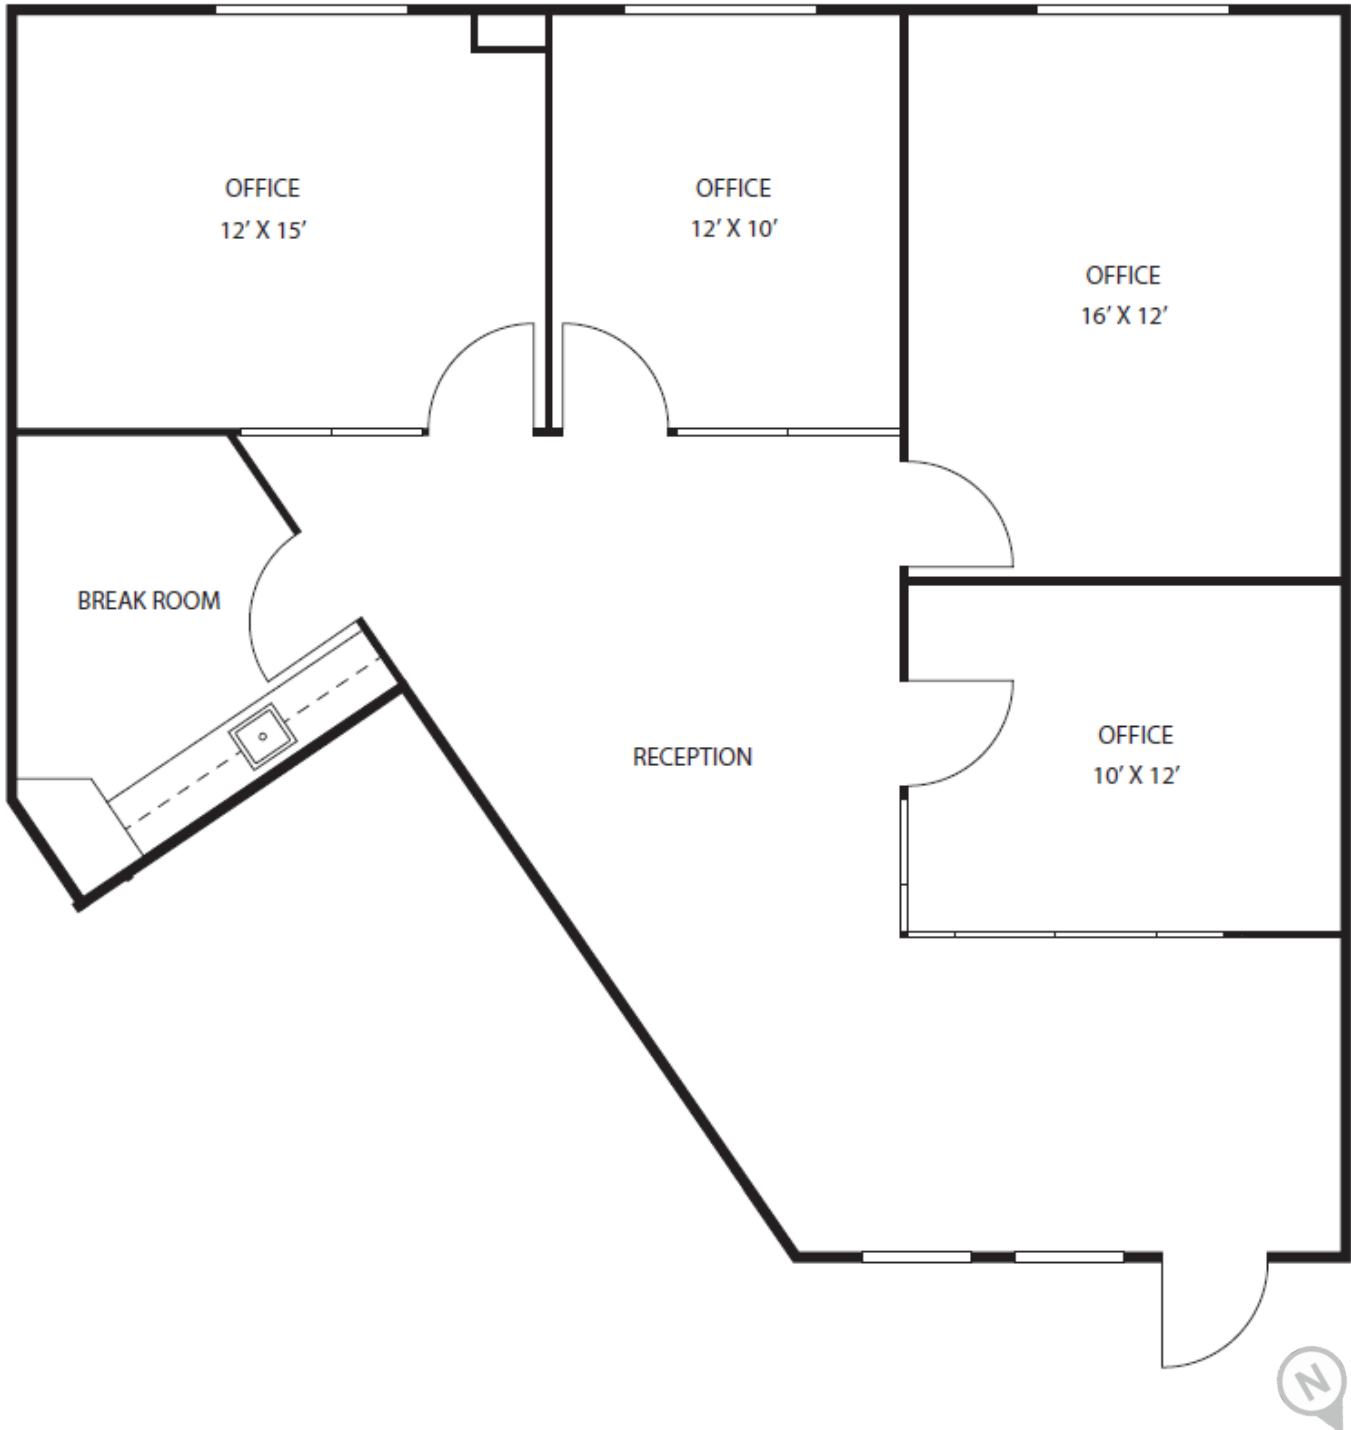 OFFICE
12’ X 15’
OFFICE
12’ X 10’
OFFICE
16’ X 12’
BREAK ROOM
RECEPTION
OFFICE
10’ X 12’
N